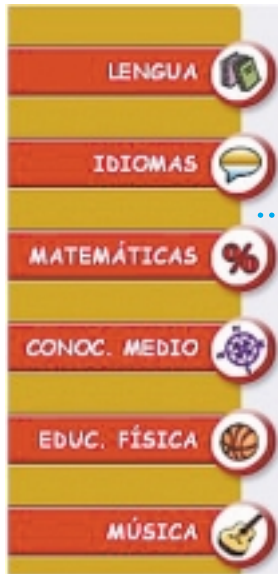 LENGUA
IDIOMAS
MATEMÁTICAS
%
CONOC. MEDIO
EDUC. FÍSICA
MÚSICA